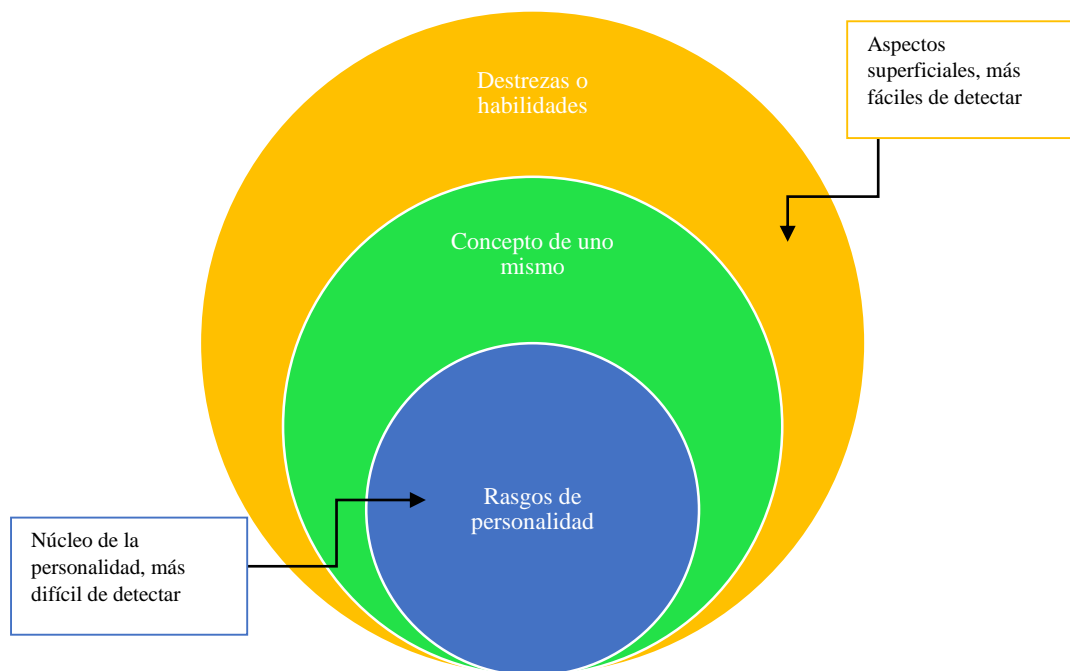 Destrezas o
habilidades
Aspectos
superficiales, más
fáciles de detectar
Concepto de uno
mismo
Rasgos de
personalidad
Núcleo de la
personalidad, más
difícil de detectar